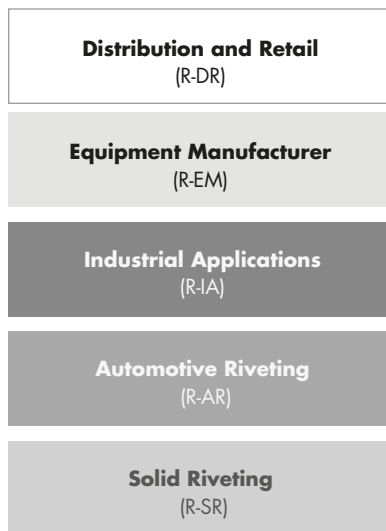 Distribution and Retail
(R-DR)
Equipment Manufacturer
(R-EM)
Industrial Applications
(R-IA)
Automotive Riveting
(R-AR)
Solid Riveting
(R-SR)